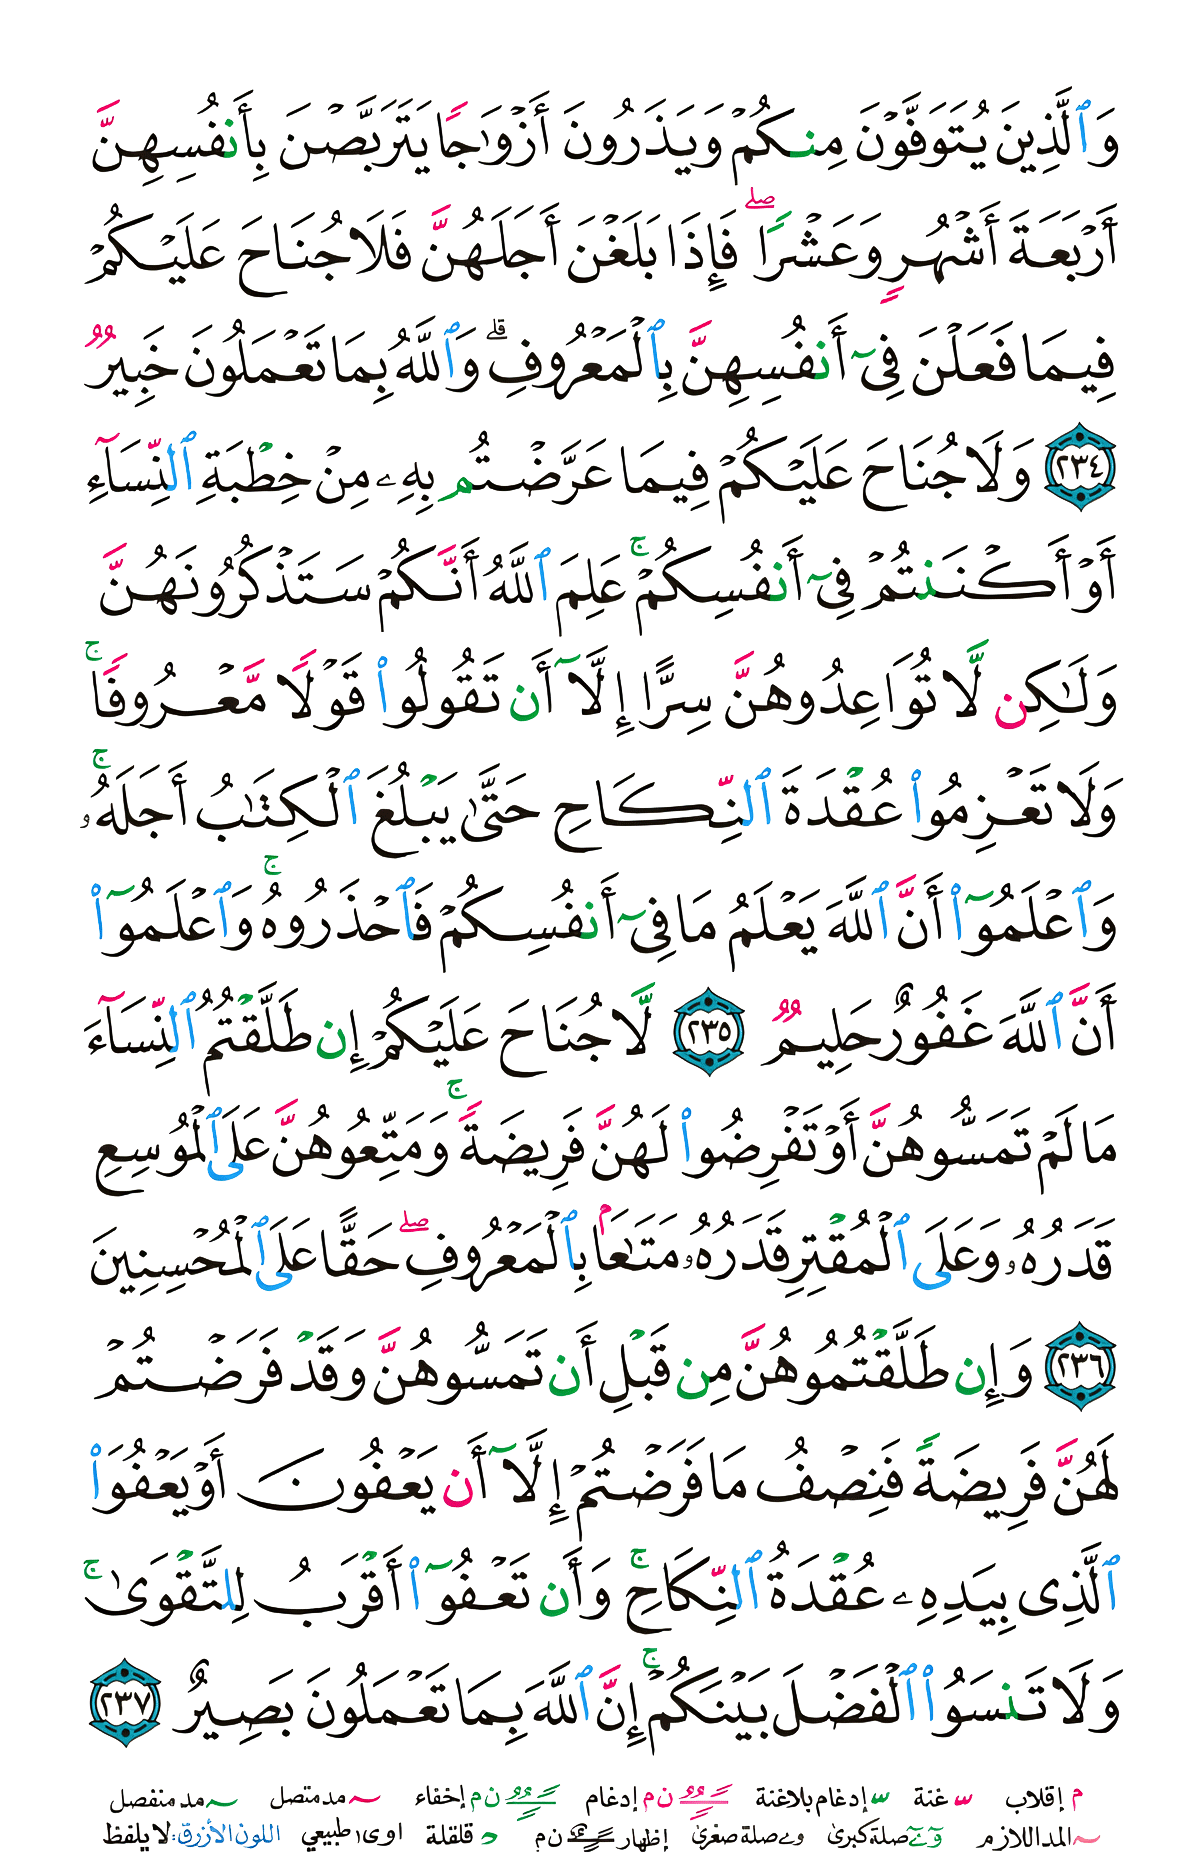 وَٱلَّذِينَ يُتَوَفَّوْنَ مِنكُمْ وَيَذَرُونَ أَزْوَٰجًا يَتَرَبَّصْنَ بِأَنفُسِهِنَّ
أَرْبَعَةَ أَشْهُرٍ وَعَشْرًا ۖ فَإِذَا بَلَغْنَ أَجَلَهُنَّ فَلَا جُنَاحَ عَلَيْكُمْ
فِيمَا فَعَلْنَ فِىٓ أَنفُسِهِنَّ بِٱلْمَعْرُوفِ ۗ وَٱللَّهُ بِمَا تَعْمَلُونَ خَبِيرٌ
٢٣٤ وَلَا جُنَاحَ عَلَيْكُمْ فِيمَا عَرَّضْتُم بِهِۦ مِنْ خِطْبَةِ ٱلنِّسَآءِ
أَوْ أَكْنَنتُمْ فِىٓ أَنفُسِكُمْ ۚ عَلِمَ ٱللَّهُ أَنَّكُمْ سَتَذْكُرُونَهُنَّ
وَلَٰكِن لَّا تُوَاعِدُوهُنَّ سِرًّا إِلَّآ أَن تَقُولُوا۟ قَوْلًا مَّعْرُوفًا ۚ
وَلَا تَعْزِمُوا۟ عُقْدَةَ ٱلنِّكَاحِ حَتَّىٰ يَبْلُغَ ٱلْكِتَٰبُ أَجَلَهُۥ ۚ
وَٱعْلَمُوٓا۟ أَنَّ ٱللَّهَ يَعْلَمُ مَا فِىٓ أَنفُسِكُمْ فَٱحْذَرُوهُ ۚ وَٱعْلَمُوٓا۟
أَنَّ ٱللَّهَ غَفُورٌ حَلِيمٌ ٢٣٥ لَّا جُنَاحَ عَلَيْكُمْ إِن طَلَّقْتُمُ ٱلنِّسَآءَ
مَا لَمْ تَمَسُّوهُنَّ أَوْ تَفْرِضُوا۟ لَهُنَّ فَرِيضَةً ۚ وَمَتِّعُوهُنَّ عَلَى ٱلْمُوسِعِ
قَدَرُهُۥ وَعَلَى ٱلْمُقْتِرِ قَدَرُهُۥ مَتَٰعًۢا بِٱلْمَعْرُوفِ ۖ حَقًّا عَلَى ٱلْمُحْسِنِينَ
٢٣٦ وَإِن طَلَّقْتُمُوهُنَّ مِن قَبْلِ أَن تَمَسُّوهُنَّ وَقَدْ فَرَضْتُمْ
لَهُنَّ فَرِيضَةً فَنِصْفُ مَا فَرَضْتُمْ إِلَّآ أَن يَعْفُونَ أَوْ يَعْفُوَا۟
ٱلَّذِى بِيَدِهِۦ عُقْدَةُ ٱلنِّكَاحِ ۚ وَأَن تَعْفُوٓا۟ أَقْرَبُ لِلتَّقْوَىٰ ۚ
وَلَا تَنسَوُا۟ ٱلْفَضْلَ بَيْنَكُمْ ۚ إِنَّ ٱللَّهَ بِمَا تَعْمَلُونَ بَصِيرٌ ٢٣٧
م إقلاب غنة إدغام بلاغنة ن م إدغام ن م إخفاء مد متصل مد منفصل
المد اللازم صلة كبرى و ے صلة صغرى إظهار ن م قلقلة اوى طبيعي اللون الأزرق: لا يلفظ